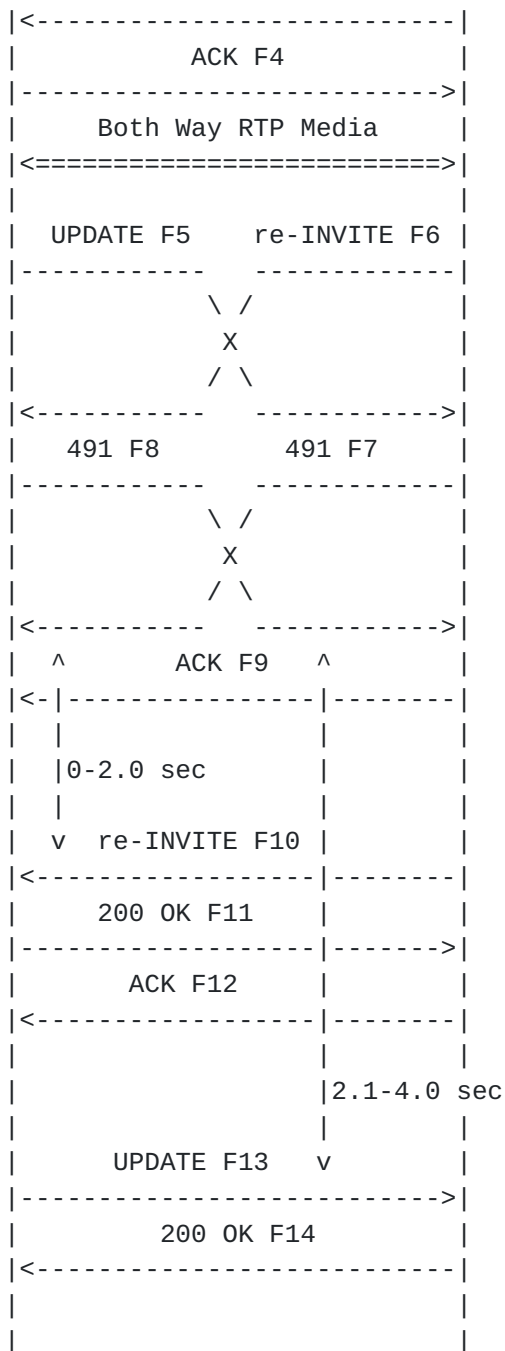 |<---------------------------|
|           ACK F4           |
|--------------------------->|
|     Both Way RTP Media     |
|<==========================>|
|                            |
|  UPDATE F5    re-INVITE F6 |
|------------   -------------|
|            \ /             |
|             X              |
|            / \             |
|<-----------   ------------>|
|   491 F8        491 F7     |
|------------   -------------|
|            \ /             |
|             X              |
|            / \             |
|<-----------   ------------>|
|  ^       ACK F9   ^        |
|<-|----------------|--------|
|  |                |        |
|  |0-2.0 sec       |        |
|  |                |        |
|  v  re-INVITE F10 |        |
|<------------------|--------|
|     200 OK F11    |        |
|-------------------|------->|
|       ACK F12     |        |
|<------------------|--------|
|                   |        |
|                   |2.1-4.0 sec
|                   |        |
|      UPDATE F13   v        |
|--------------------------->|
|         200 OK F14         |
|<---------------------------|
|                            |
|                            |